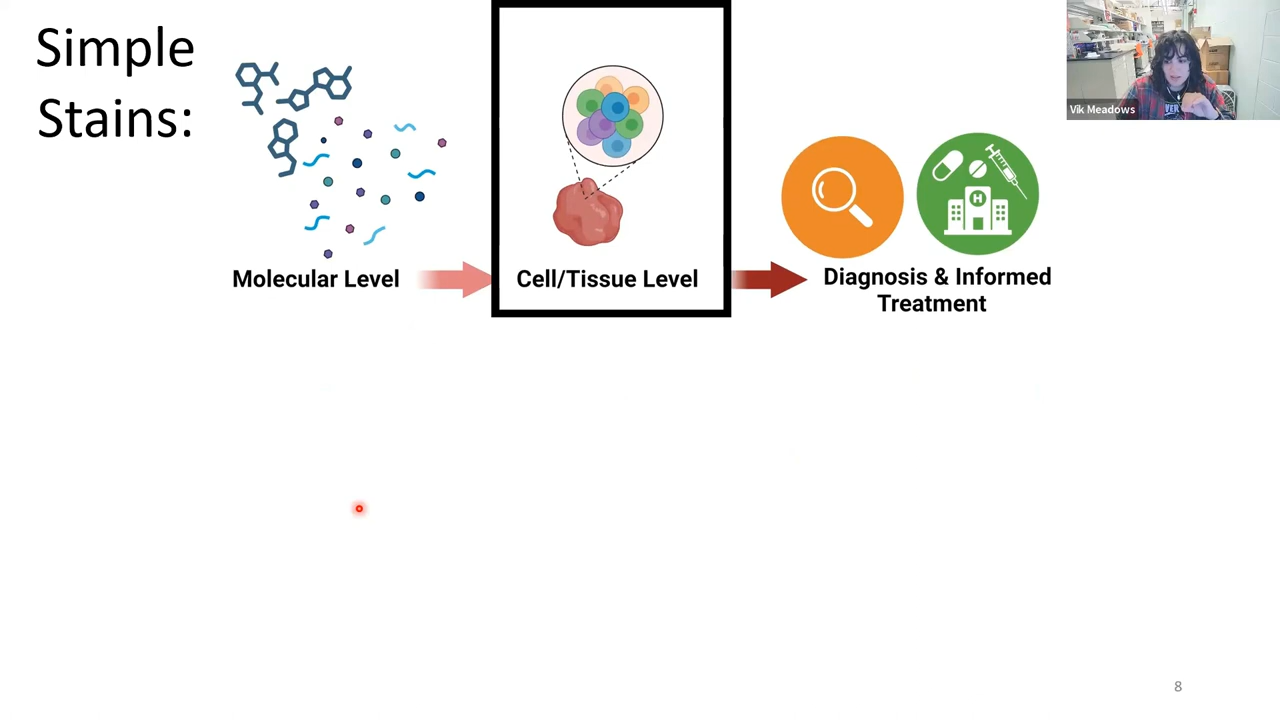 Simple
Stains:
Vik Meadows
H
Molecular Level
Cell/Tissue Level
Diagnosis & Informed
Treatment
8